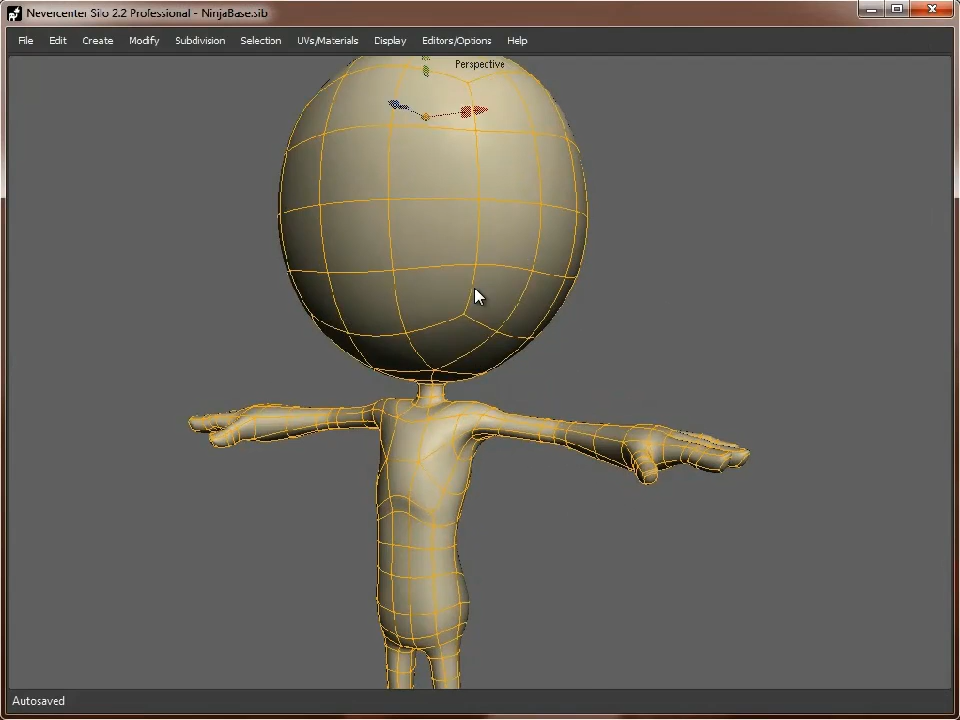 Nevercenter Silo 2.2 Professional - NinjaBase.sib
File Edit Create Modify Subdivision Selection UVs/Materials Display Editors/Options Help
Perspective
Autosaved